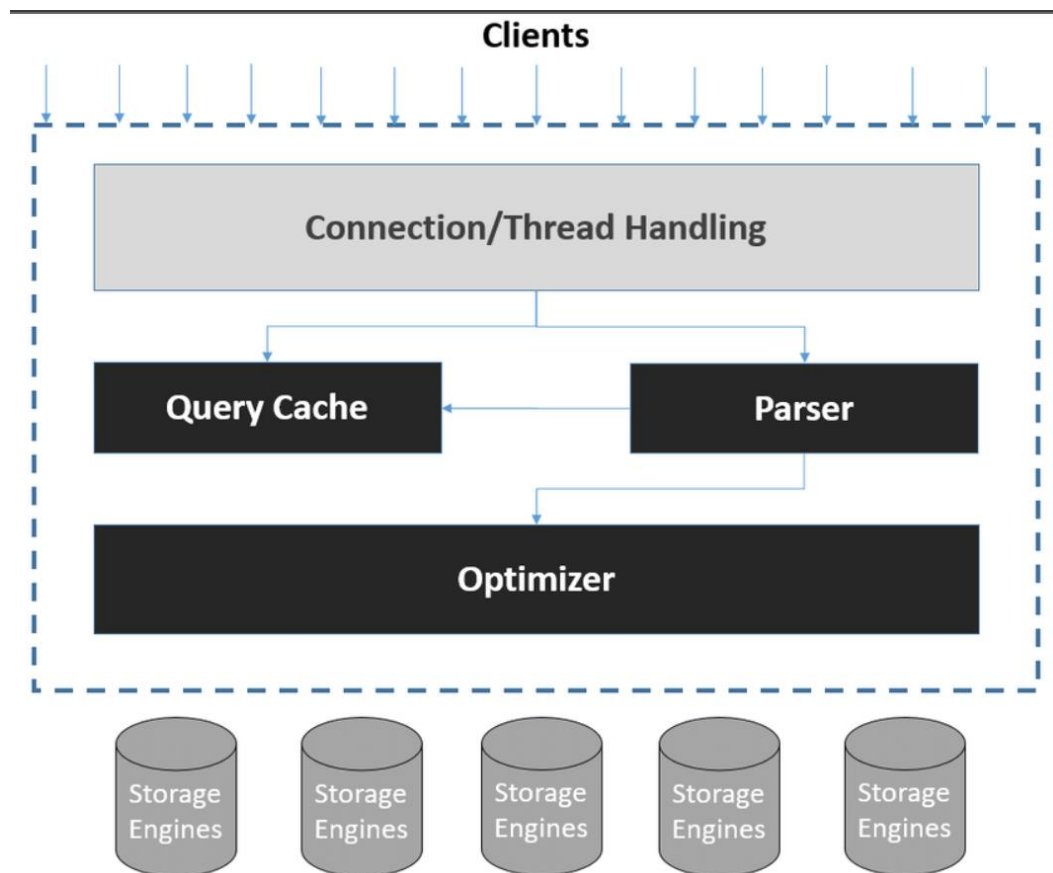 Clients
Connection/Thread Handling
Query Cache
Parser
Optimizer
Storage
Engines
Storage
Engines
Storage
Engines
Storage
Engines
Storage
Engines